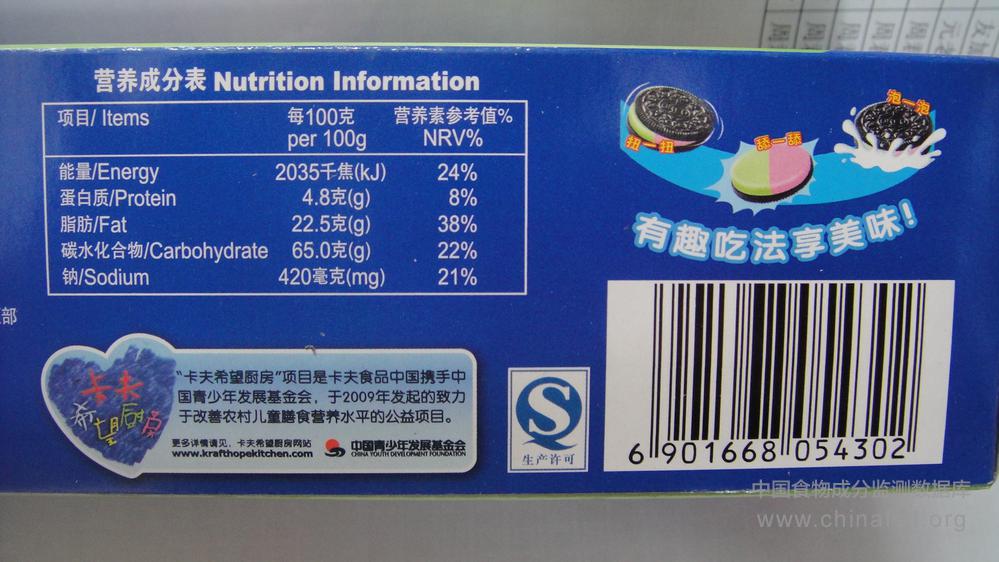 营养成分表 Nutrition Information
项目/ Items 每100克 per 100g 营养素参考值% NRV%
能量/Energy 2035千焦(kJ) 24%
蛋白质/Protein 4.8克(g) 8%
脂肪/Fat 22.5克(g) 38%
碳水化合物/Carbohydrate 65.0克(g) 22%
钠/Sodium 420毫克(mg) 21%
部
扭一扭
舔一舔
泡一泡
有趣吃法享美味!
卡夫
希望厨房
"卡夫希望厨房"项目是卡夫食品中国携手中
国青少年发展基金会，于2009年发起的致力
于改善农村儿童膳食营养水平的公益项目。
更多详情请见，卡夫希望厨房网站
www.krafthopekitchen.com
中国青少年发展基金会
CHINA YOUTH DEVELOPMENT FOUNDATION
生产许可
6 901668 054302
中国食物成分监测数据库